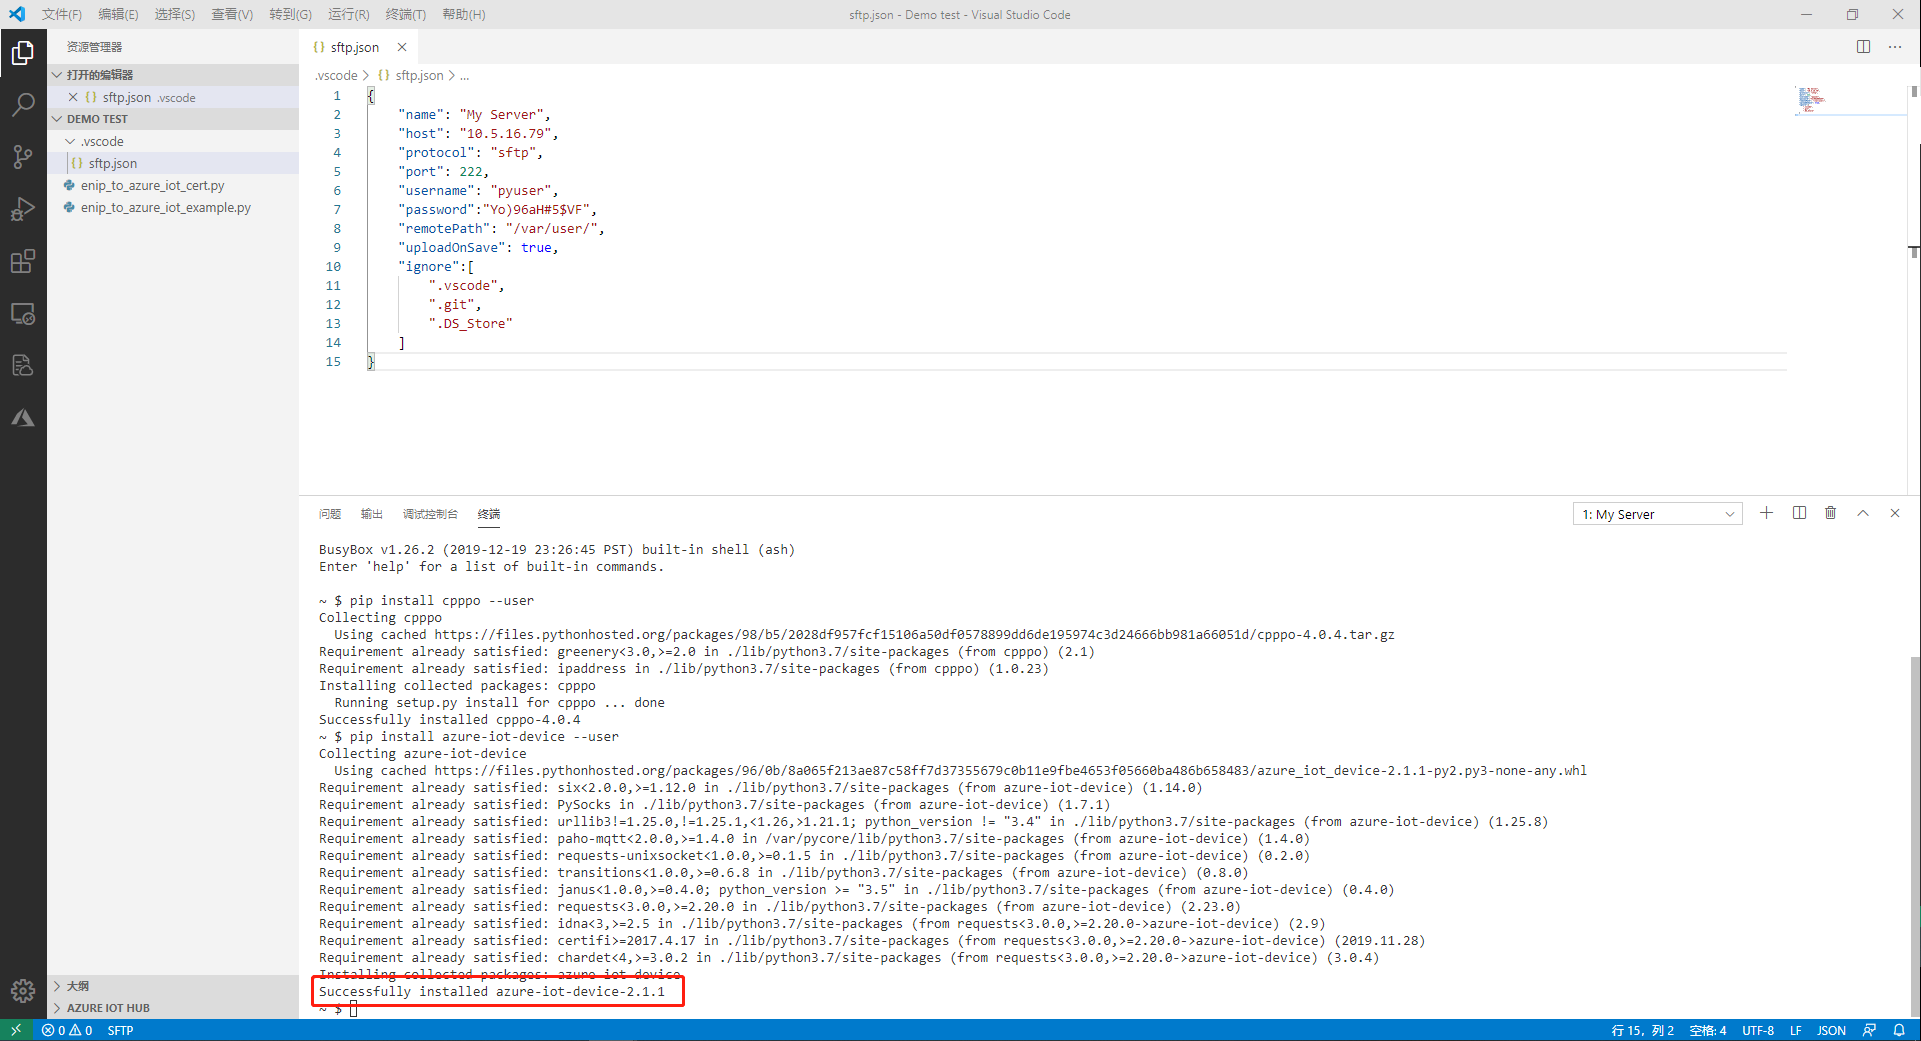 文件(F) 编辑(E) 选择(S) 查看(V) 转到(G) 运行(R) 终端(T) 帮助(H) sftp.json - Demo test - Visual Studio Code
资源管理器
打开的编辑器
sftp.json .vscode
DEMO TEST
.vscode
sftp.json
enip_to_azure_iot_cert.py
enip_to_azure_iot_example.py
大纲
AZURE IOT HUB
sftp.json
.vscode > {} sftp.json > ...
1 {
2 "name": "My Server",
3 "host": "10.5.16.79",
4 "protocol": "sftp",
5 "port": 222,
6 "username": "pyuser",
7 "password":"Yo)96aH#5$VF",
8 "remotePath": "/var/user/",
9 "uploadOnSave": true,
10 "ignore":[
11 ".vscode",
12 ".git",
13 ".DS_Store"
14 ]
15 }
问题 输出 调试控制台 终端 1: My Server
BusyBox v1.26.2 (2019-12-19 23:26:45 PST) built-in shell (ash)
Enter 'help' for a list of built-in commands.
~ $ pip install cpppo --user
Collecting cpppo
Using cached https://files.pythonhosted.org/packages/98/b5/2028df957fcf15106a50df0578899dd6de195974c3d24666bb981a66051d/cpppo-4.0.4.tar.gz
Requirement already satisfied: greenery<3.0,>=2.0 in ./lib/python3.7/site-packages (from cpppo) (2.1)
Requirement already satisfied: ipaddress in ./lib/python3.7/site-packages (from cpppo) (1.0.23)
Installing collected packages: cpppo
Running setup.py install for cpppo ... done
Successfully installed cpppo-4.0.4
~ $ pip install azure-iot-device --user
Collecting azure-iot-device
Using cached https://files.pythonhosted.org/packages/96/0b/8a065f213ae87c58ff7d37355679c0b11e9fbe4653f05660ba486b658483/azure_iot_device-2.1.1-py2.py3-none-any.whl
Requirement already satisfied: six<2.0.0,>=1.12.0 in ./lib/python3.7/site-packages (from azure-iot-device) (1.14.0)
Requirement already satisfied: PySocks in ./lib/python3.7/site-packages (from azure-iot-device) (1.7.1)
Requirement already satisfied: urllib3!=1.25.0,!=1.25.1,<1.26,>1.21.1; python_version != "3.4" in ./lib/python3.7/site-packages (from azure-iot-device) (1.25.8)
Requirement already satisfied: paho-mqtt<2.0.0,>=1.4.0 in /var/pycore/lib/python3.7/site-packages (from azure-iot-device) (1.4.0)
Requirement already satisfied: requests-unixsocket<1.0.0,>=0.1.5 in ./lib/python3.7/site-packages (from azure-iot-device) (0.2.0)
Requirement already satisfied: transitions<1.0.0,>=0.6.8 in ./lib/python3.7/site-packages (from azure-iot-device) (0.8.0)
Requirement already satisfied: janus<1.0.0,>=0.4.0; python_version >= "3.5" in ./lib/python3.7/site-packages (from azure-iot-device) (0.4.0)
Requirement already satisfied: requests<3.0.0,>=2.20.0 in ./lib/python3.7/site-packages (from azure-iot-device) (2.23.0)
Requirement already satisfied: idna<3,>=2.5 in ./lib/python3.7/site-packages (from requests<3.0.0,>=2.20.0->azure-iot-device) (2.9)
Requirement already satisfied: certifi>=2017.4.17 in ./lib/python3.7/site-packages (from requests<3.0.0,>=2.20.0->azure-iot-device) (2019.11.28)
Requirement already satisfied: chardet<4,>=3.0.2 in ./lib/python3.7/site-packages (from requests<3.0.0,>=2.20.0->azure-iot-device) (3.0.4)
Installing collected packages: azure-iot-device
Successfully installed azure-iot-device-2.1.1
~ $
0 0 SFTP 行 15，列 2 空格: 4 UTF-8 LF JSON